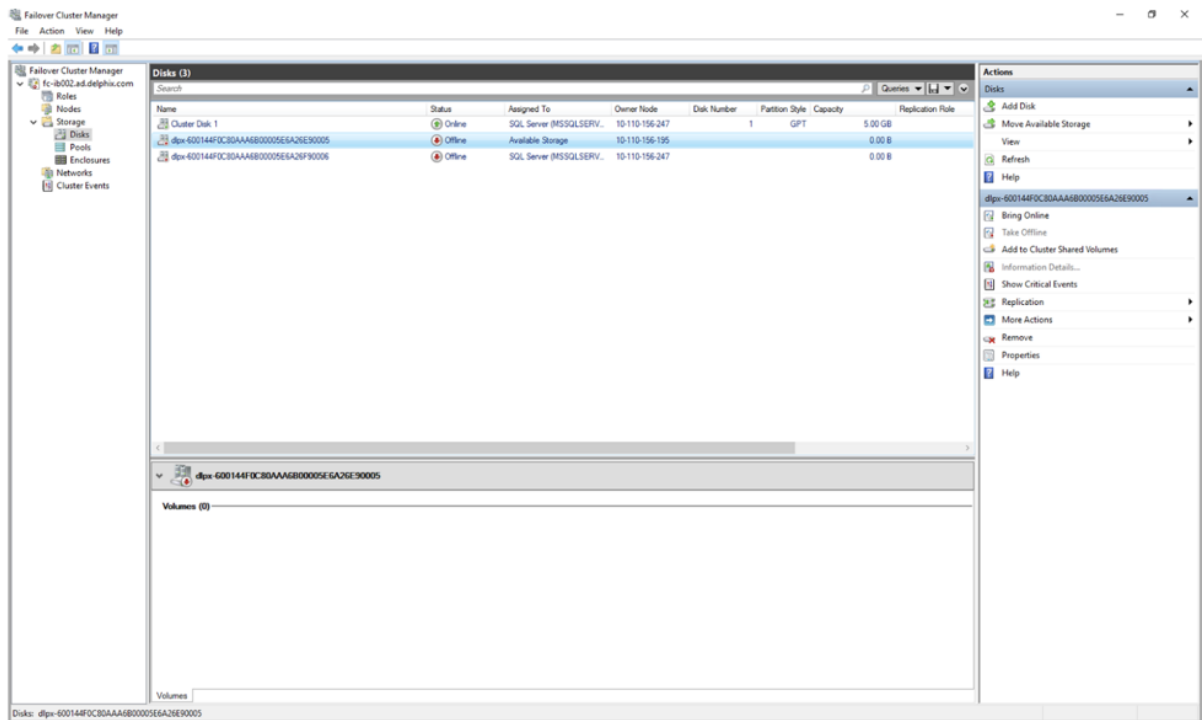 Failover Cluster Manager
File Action View Help
Failover Cluster Manager
fc-ib002.ad.delphix.com
Roles
Nodes
Storage
Disks
Pools
Enclosures
Networks
Cluster Events
Disks (3)
Search Queries
Name Status Assigned To Owner Node Disk Number Partition Style Capacity Replication Role
Cluster Disk 1 Online SQL Server (MSSQLSERV... 10-110-156-247 1 GPT 5.00 GB
dlpx-600144F0C80AAA6B00005E6A26E90005 Offline Available Storage 10-110-156-195 0.00 B
dlpx-600144F0C80AAA6B00005E6A26F90006 Offline SQL Server (MSSQLSERV... 10-110-156-247 0.00 B
dlpx-600144F0C80AAA6B00005E6A26E90005
Volumes (0)
Volumes
Actions
Disks
Add Disk
Move Available Storage
View
Refresh
Help
dlpx-600144F0C80AAA6B00005E6A26E90005
Bring Online
Take Offline
Add to Cluster Shared Volumes
Information Details...
Show Critical Events
Replication
More Actions
Remove
Properties
Help
Disks: dlpx-600144F0C80AAA6B00005E6A26E90005